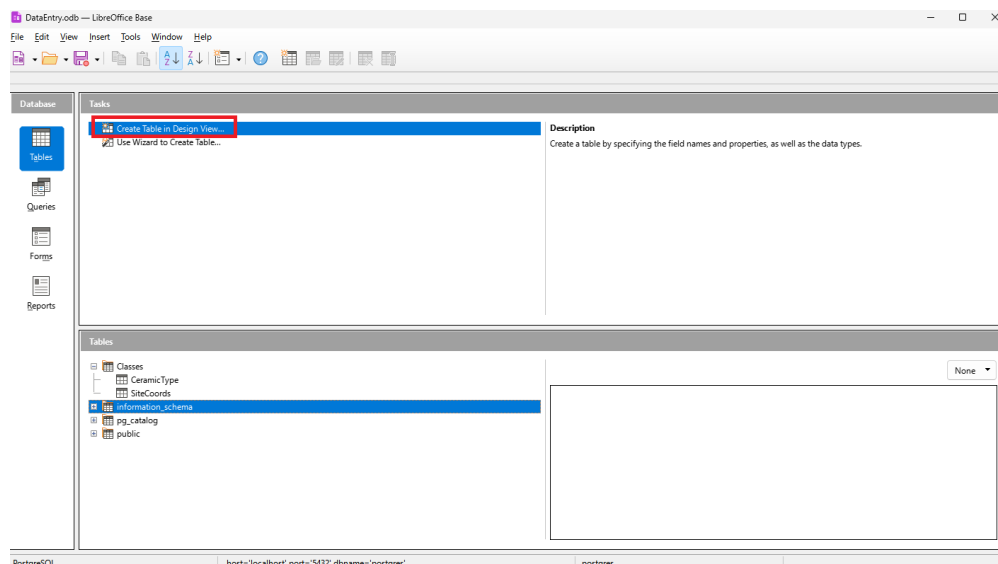 DataEntry.odb — LibreOffice Base
File Edit View Insert Tools Window Help
Database
Tasks
Tables
Queries
Forms
Reports
Create Table in Design View...
Use Wizard to Create Table...
Description
Create a table by specifying the field names and properties, as well as the data types.
Tables
Classes
CeramicType
SiteCoords
information_schema
pg_catalog
public
None
PostgreSQL
host='localhost' port='5432' dbname='postgres'
postgres